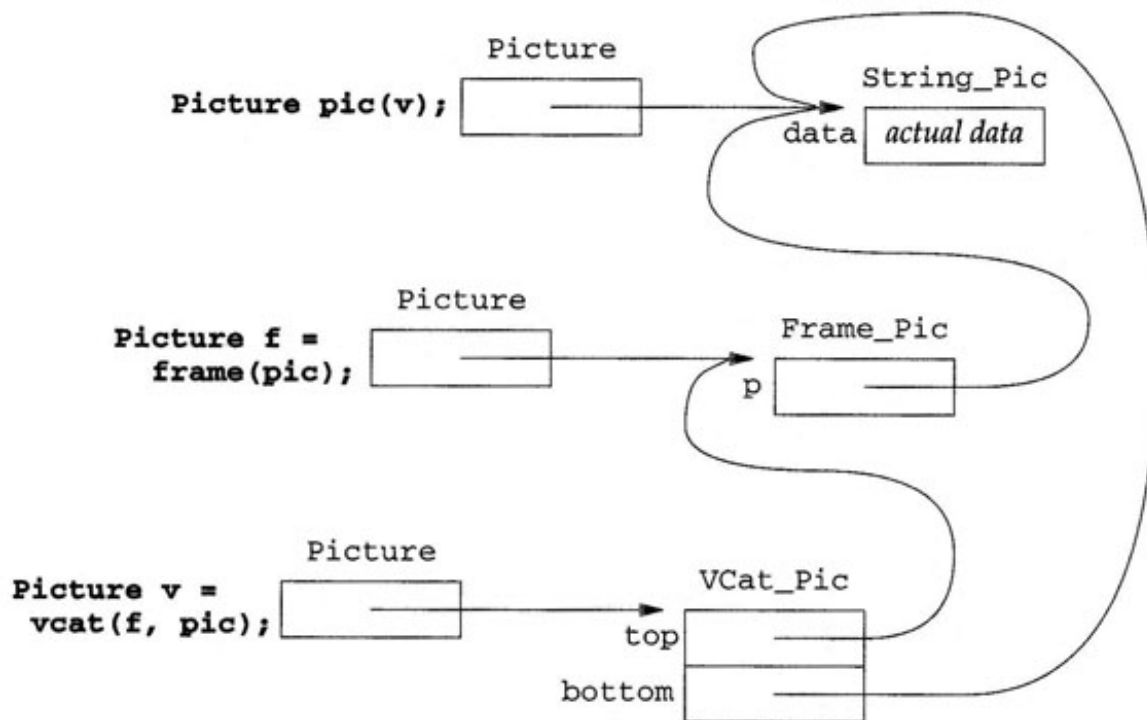 Picture
Picture pic(v);
String_Pic
data
actual data
Picture
Picture f =
frame(pic);
Frame_Pic
p
Picture
Picture v =
vcat(f, pic);
VCat_Pic
top
bottom